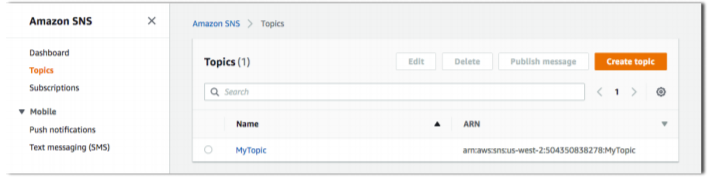 Amazon SNS
Dashboard
Topics
Subscriptions
Mobile
Push notifications
Text messaging (SMS)
Amazon SNS > Topics
Topics (1)
Edit
Delete
Publish message
Create topic
Search
< 1 >
Name
ARN
MyTopic
arn:aws:sns:us-west-2:504350838278:MyTopic